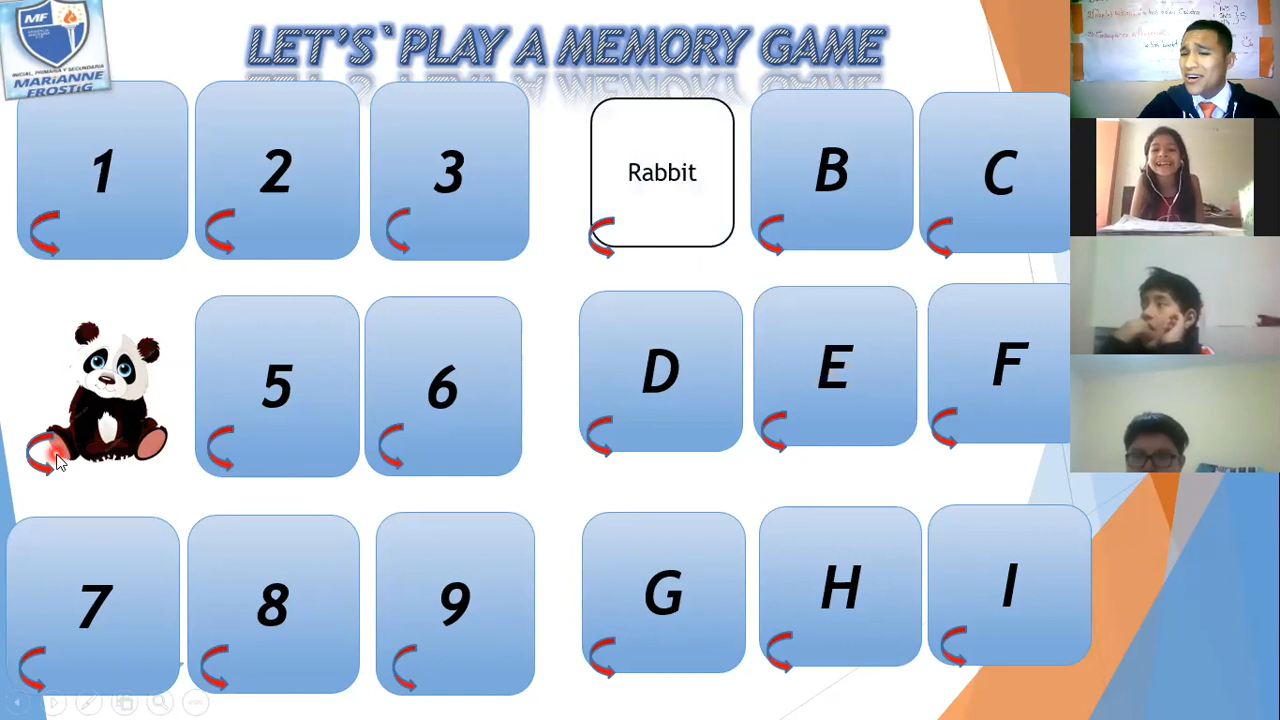 MF
INICIAL, PRIMARIA Y SECUNDARIA
MARiANNE
FROSTiG
LET'S` PLAY A MEMORY GAME
1
2
3
Rabbit
B
C
5
6
D
E
F
7
8
9
G
H
I